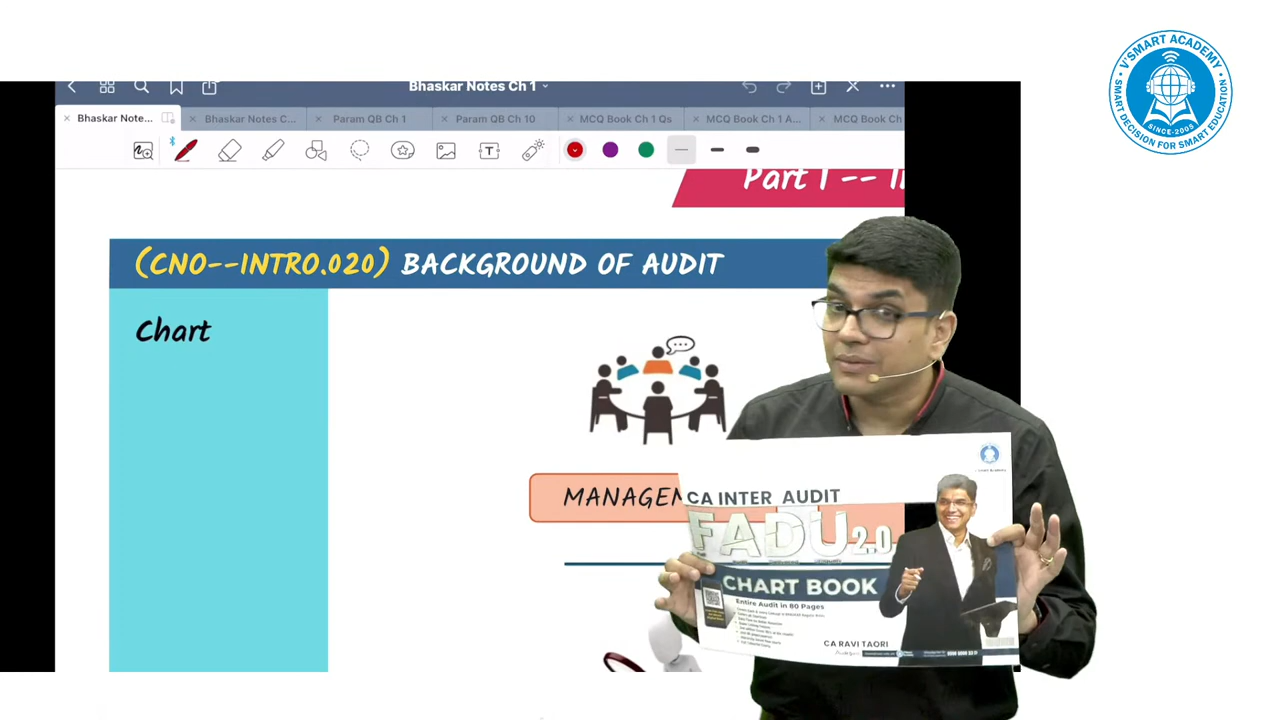 V'SMART ACADEMY
SMART DECISION FOR SMART EDUCATION
SINCE-2005
Bhaskar Notes Ch 1
Bhaskar Note...
Bhaskar Notes C...
Param QB Ch 1
Param QB Ch 10
MCQ Book Ch 1 Qs
MCQ Book Ch 1 A...
MCQ Book Ch
T
Part 1 -- I
(CNO--INTRO.020) BACKGROUND OF AUDIT
Chart
MANAGEM
CA INTER AUDIT
FADU 2.0
CHART BOOK
Entire Audit in 80 Pages
CA RAVI TAORI